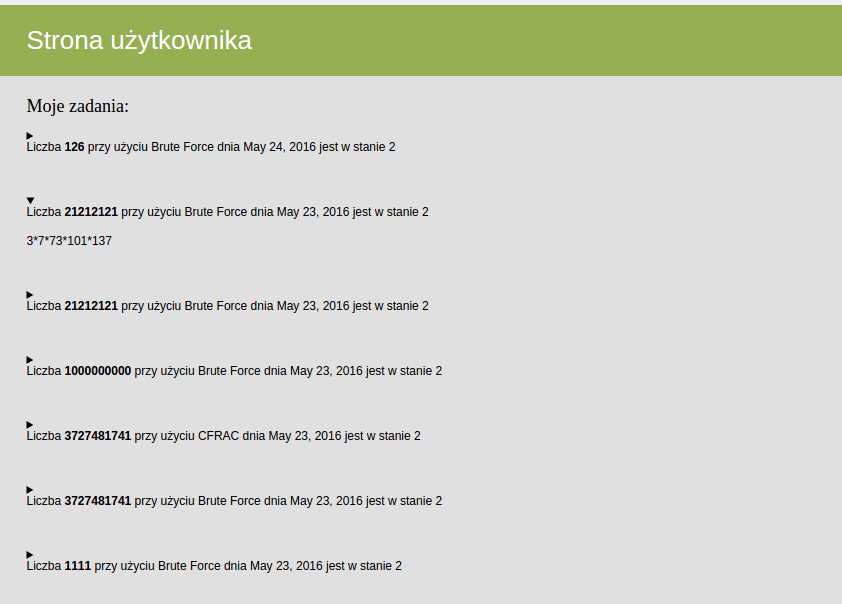 Strona użytkownika
Moje zadania:
Liczba 126 przy użyciu Brute Force dnia May 24, 2016 jest w stanie 2
Liczba 21212121 przy użyciu Brute Force dnia May 23, 2016 jest w stanie 2
3*7*73*101*137
Liczba 21212121 przy użyciu Brute Force dnia May 23, 2016 jest w stanie 2
Liczba 1000000000 przy użyciu Brute Force dnia May 23, 2016 jest w stanie 2
Liczba 3727481741 przy użyciu CFRAC dnia May 23, 2016 jest w stanie 2
Liczba 3727481741 przy użyciu Brute Force dnia May 23, 2016 jest w stanie 2
Liczba 1111 przy użyciu Brute Force dnia May 23, 2016 jest w stanie 2